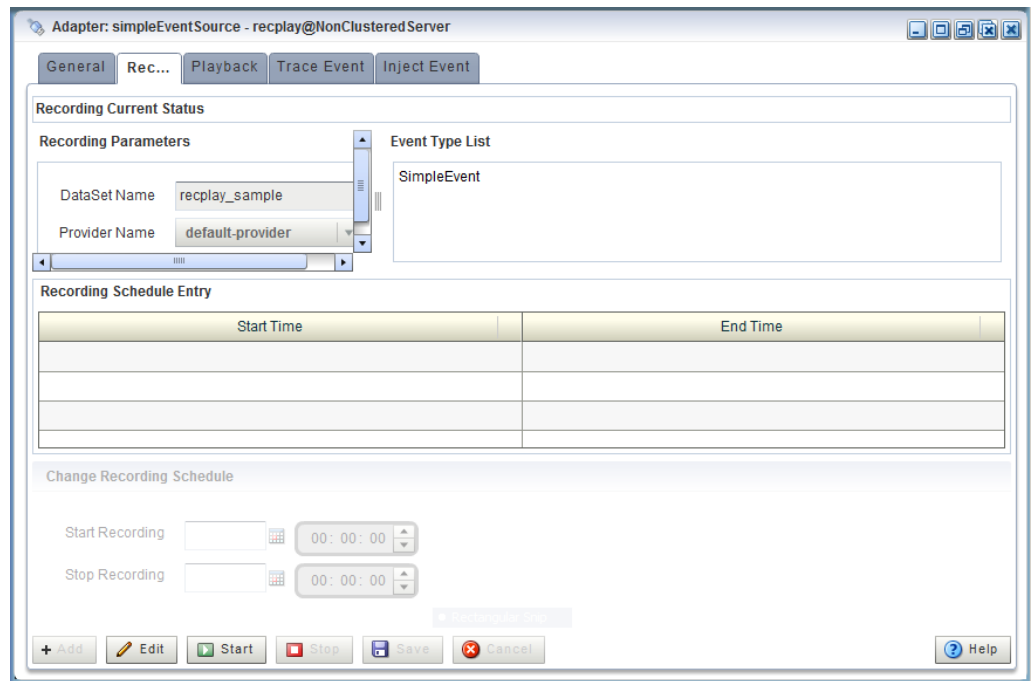 Adapter: simpleEventSource - recplay@NonClusteredServer
General Rec... Playback Trace Event Inject Event
Recording Current Status
Recording Parameters
Event Type List
DataSet Name recplay_sample
Provider Name default-provider
SimpleEvent
Recording Schedule Entry
Start Time End Time
Change Recording Schedule
Start Recording 00: 00: 00
Stop Recording 00: 00: 00
Rectangular Snip
+ Add Edit Start Stop Save Cancel ? Help